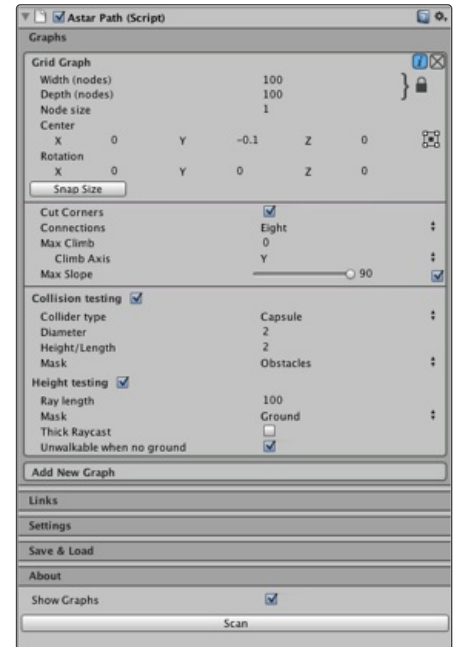 Astar Path (Script)
Graphs
Grid Graph
Width (nodes) 100
Depth (nodes) 100
Node size 1
Center
X 0 Y -0.1 Z 0
Rotation
X 0 Y 0 Z 0
Snap Size
Cut Corners
Connections Eight
Max Climb 0
Climb Axis Y
Max Slope 90
Collision testing
Collider type Capsule
Diameter 2
Height/Length 2
Mask Obstacles
Height testing
Ray length 100
Mask Ground
Thick Raycast
Unwalkable when no ground
Add New Graph
Links
Settings
Save & Load
About
Show Graphs
Scan